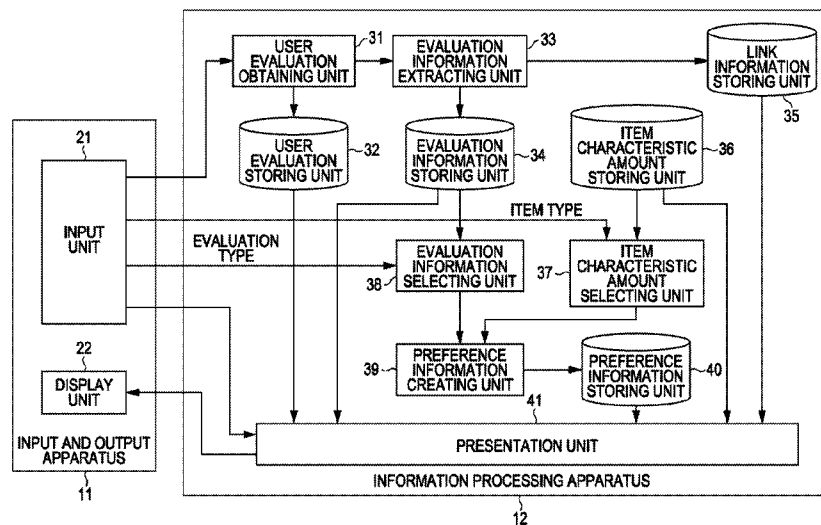 31
USER
EVALUATION
OBTAINING UNIT
33
EVALUATION
INFORMATION
EXTRACTING UNIT
LINK
INFORMATION
STORING UNIT
35
21
INPUT
UNIT
USER
EVALUATION
STORING UNIT
32
EVALUATION
INFORMATION
STORING UNIT
34
ITEM
CHARACTERISTIC
AMOUNT
STORING UNIT
36
ITEM TYPE
EVALUATION
TYPE
EVALUATION
INFORMATION
SELECTING UNIT
38
ITEM
CHARACTERISTIC
AMOUNT
SELECTING UNIT
37
22
DISPLAY
UNIT
PREFERENCE
INFORMATION
CREATING UNIT
39
PREFERENCE
INFORMATION
STORING UNIT
40
41
PRESENTATION UNIT
INPUT AND OUTPUT
APPARATUS
11
INFORMATION PROCESSING APPARATUS
12